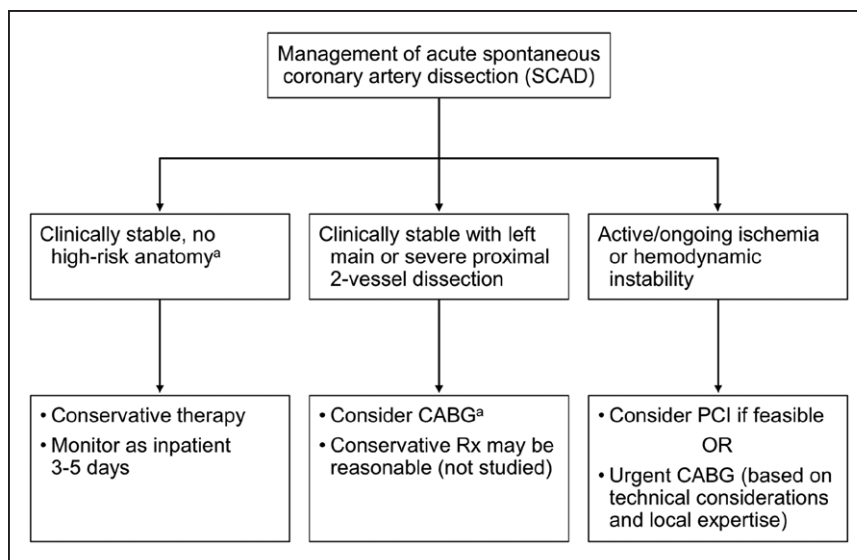 Management of acute spontaneous
coronary artery dissection (SCAD)
Clinically stable, no
high-risk anatomyᵃ
Clinically stable with left
main or severe proximal
2-vessel dissection
Active/ongoing ischemia
or hemodynamic
instability
• Conservative therapy
• Monitor as inpatient
3-5 days
• Consider CABGᵃ
• Conservative Rx may be
reasonable (not studied)
• Consider PCI if feasible
OR
• Urgent CABG (based on
technical considerations
and local expertise)